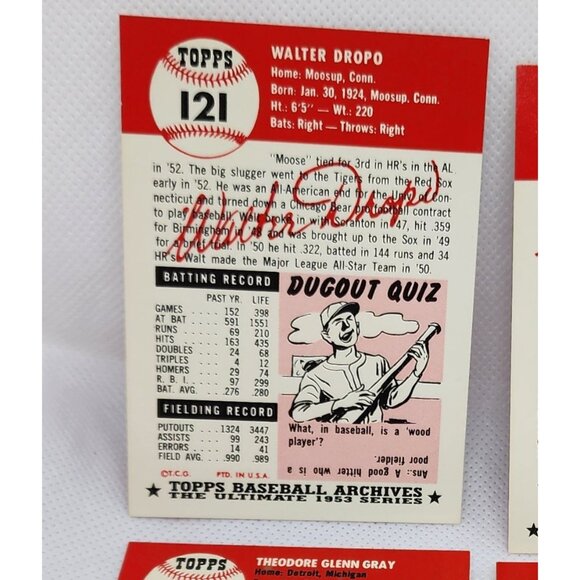 TOPPS
121
WALTER DROPO
Home: Moosup, Conn.
Born: Jan. 30, 1924, Moosup, Conn.
Ht.: 6'5" — Wt.: 220
Bats: Right — Throws: Right
"Moose" tied for 3rd in HR's in the AL
in '52. The big slugger went to the Tigers from the Red Sox
early in '52. He was an All-American end for the Univ. of Con-
necticut and turned down a Chicago Bear pro football contract
to play baseball. Walt broke in with Scranton in '47, hit .359
for Birmingham in '48 and was brought up to the Sox in '49
for good. In '50 he hit .322, batted in 144 runs and 34
HR's. Walt made the Major League All-Star Team in '50.
Walter Dropo
BATTING RECORD
PAST YR. LIFE
GAMES 152 398
AT BAT 591 1551
RUNS 69 210
HITS 163 435
DOUBLES 24 68
TRIPLES 4 12
HOMERS 29 74
R. B. I. 97 299
BAT. AVG. .276 .280
FIELDING RECORD
PUTOUTS 1324 3447
ASSISTS 99 243
ERRORS 14 41
FIELD AVG. .990 .989
©T.C.G. PTD. IN U.S.A.
DUGOUT QUIZ
What, in baseball, is a 'wood
player'?
Ans.: A good hitter who is a
poor fielder.
★ TOPPS BASEBALL ARCHIVES ★
THE ULTIMATE 1953 SERIES
TOPPS
THEODORE GLENN GRAY
Home: Detroit, Michigan